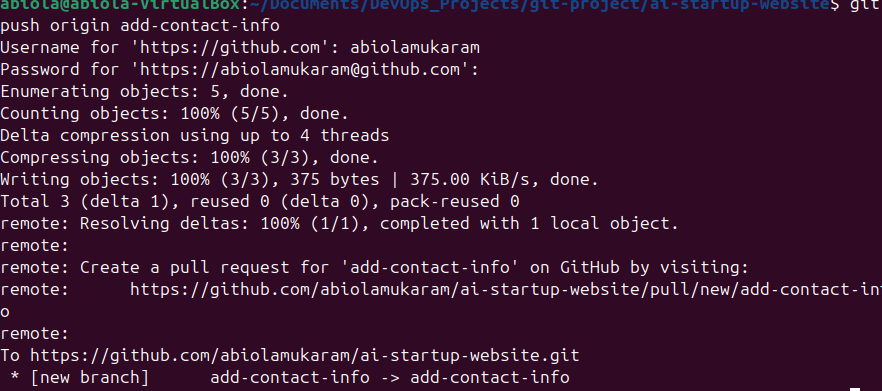 abiola@abiola-VirtualBox:~/Documents/DevOps_Projects/git-project/ai-startup-website$ git
push origin add-contact-info
Username for 'https://github.com': abiolamukaram
Password for 'https://abiolamukaram@github.com':
Enumerating objects: 5, done.
Counting objects: 100% (5/5), done.
Delta compression using up to 4 threads
Compressing objects: 100% (3/3), done.
Writing objects: 100% (3/3), 375 bytes | 375.00 KiB/s, done.
Total 3 (delta 1), reused 0 (delta 0), pack-reused 0
remote: Resolving deltas: 100% (1/1), completed with 1 local object.
remote:
remote: Create a pull request for 'add-contact-info' on GitHub by visiting:
remote:      https://github.com/abiolamukaram/ai-startup-website/pull/new/add-contact-inf
o
remote:
To https://github.com/abiolamukaram/ai-startup-website.git
 * [new branch]      add-contact-info -> add-contact-info